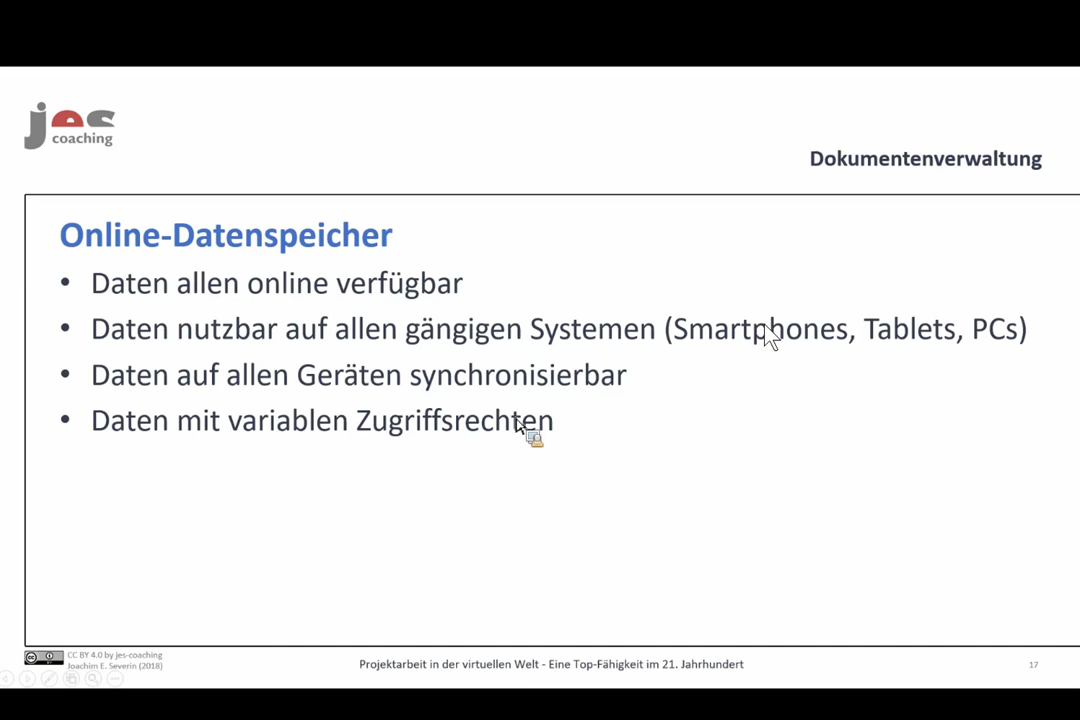 jes
coaching
Dokumentenverwaltung
Online-Datenspeicher
• Daten allen online verfügbar
• Daten nutzbar auf allen gängigen Systemen (Smartphones, Tablets, PCs)
• Daten auf allen Geräten synchronisierbar
• Daten mit variablen Zugriffsrechten
CC BY 4.0 by jes-coaching
Joachim E. Severin (2018)
Projektarbeit in der virtuellen Welt - Eine Top-Fähigkeit im 21. Jahrhundert
17